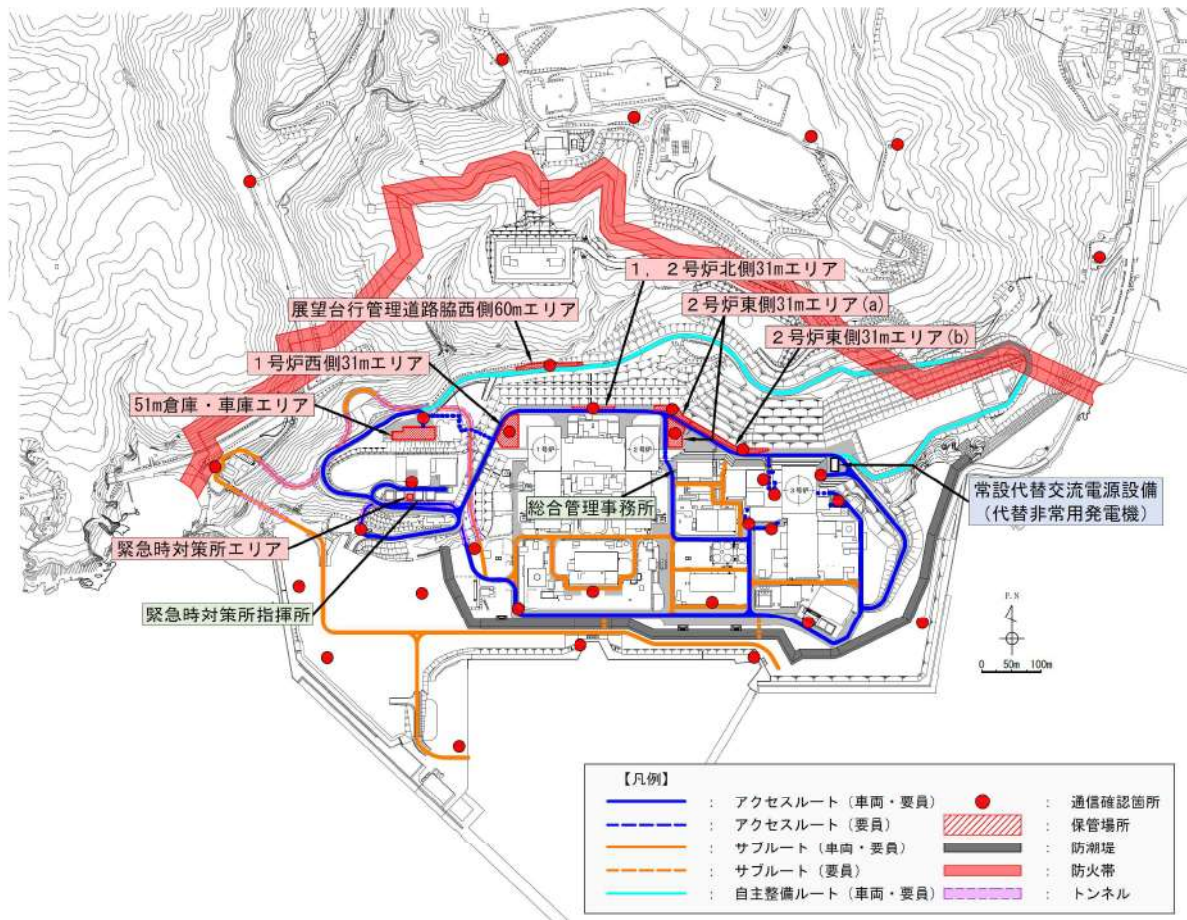 1，2号炉北側31mエリア
展望台行管理道路脇西側60mエリア
2号炉東側31mエリア(a)
2号炉東側31mエリア(b)
1号炉西側31mエリア
51m倉庫・車庫エリア
1号炉
2号炉
3号炉
総合管理事務所
常設代替交流電源設備
(代替非常用発電機)
緊急時対策所エリア
緊急時対策所指揮所
P.N
0 50m 100m
【凡例】
： アクセスルート（車両・要員）
： 通信確認箇所
： アクセスルート（要員）
： 保管場所
： サブルート（車両・要員）
： 防潮堤
： サブルート（要員）
： 防火帯
： 自主整備ルート（車両・要員）
： トンネル